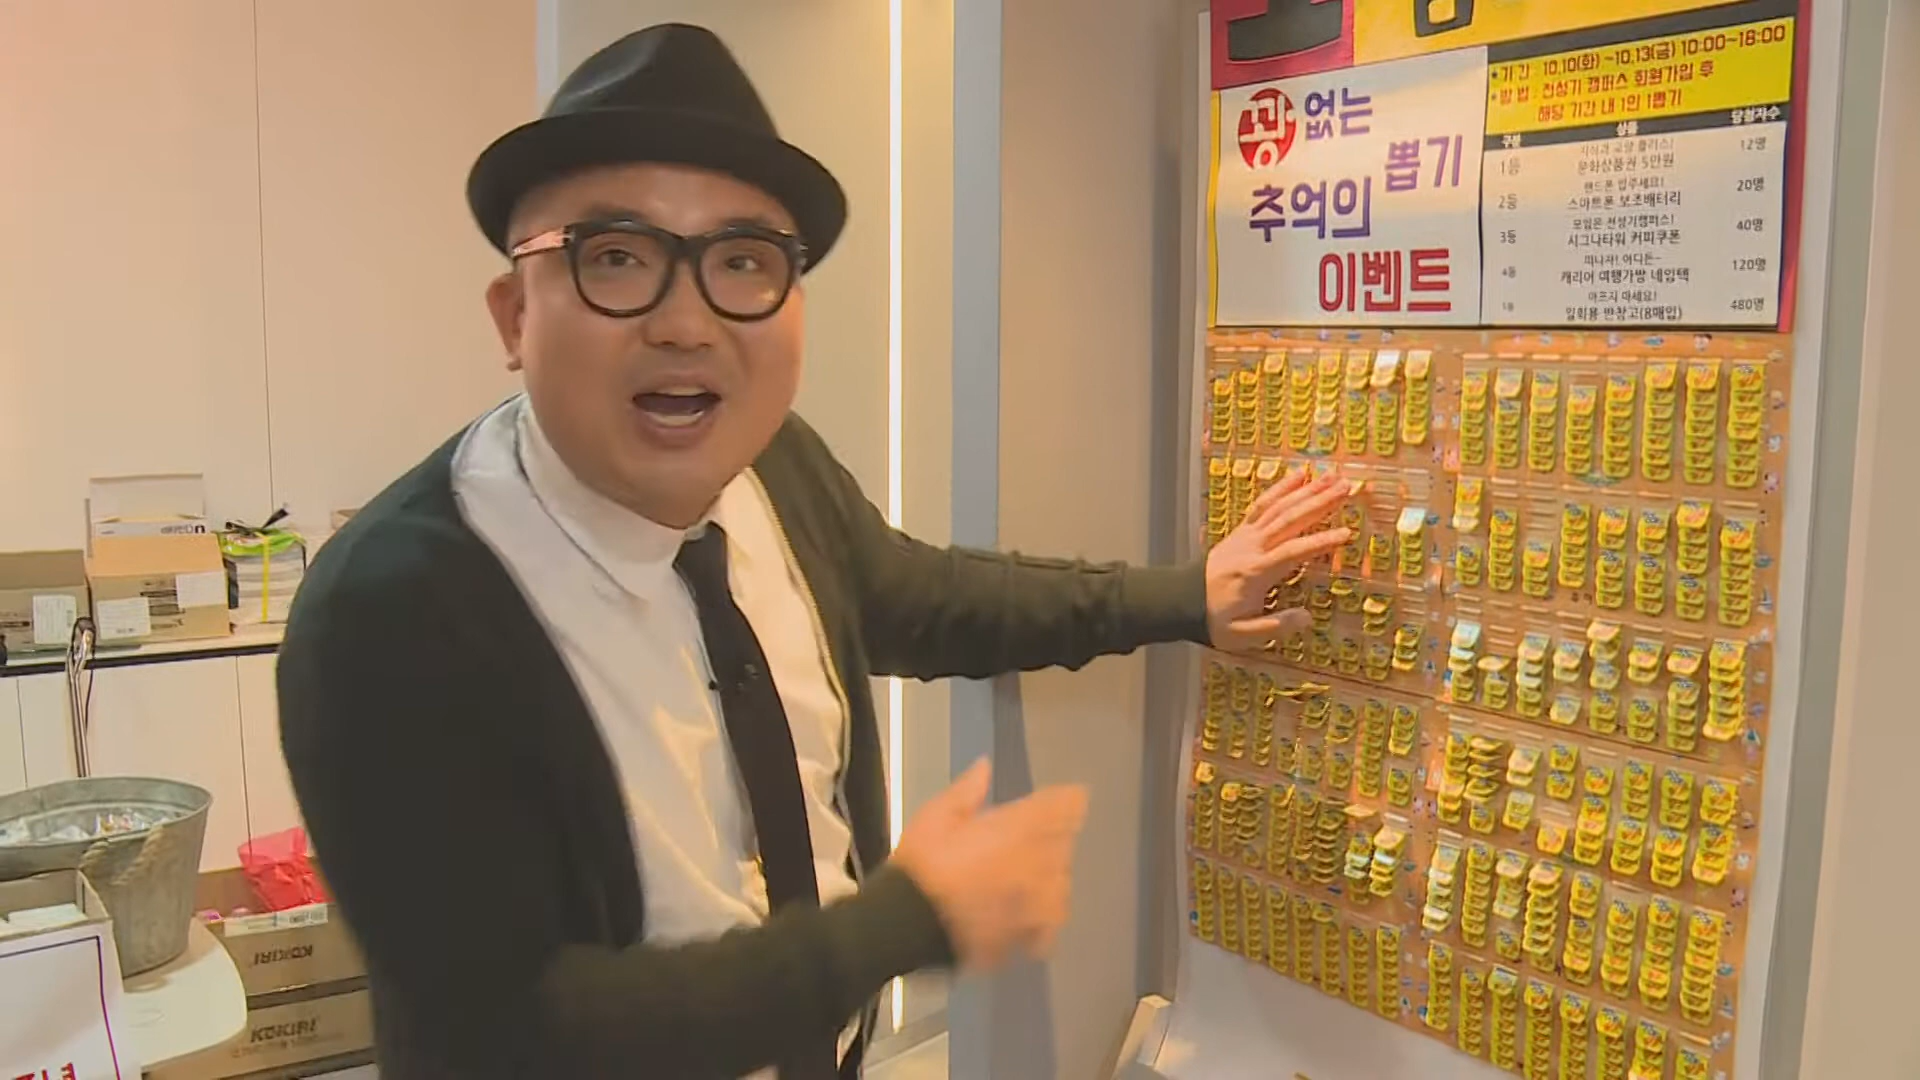 꽝 없는
뽑기
추억의
이벤트
•기간 : 10.10(화) ~10.13(금) 10:00~18:00
•방법 : 전성기 캠퍼스 회원가입 후
해당 기간 내 1인 1뽑기
구분 상품 당첨자수
1등 지식과 교양 플러스! 12명
문화상품권 5만원
2등 핸드폰 밥주세요! 20명
스마트폰 보조배터리
3등 모임은 전성기캠퍼스! 40명
시그나타워 커피쿠폰
4등 떠나자! 어디든~ 120명
캐리어 여행가방 네임텍
아프지 마세요! 480명
일회용 반창고(8매입)
KOKIRI
KOKIRI